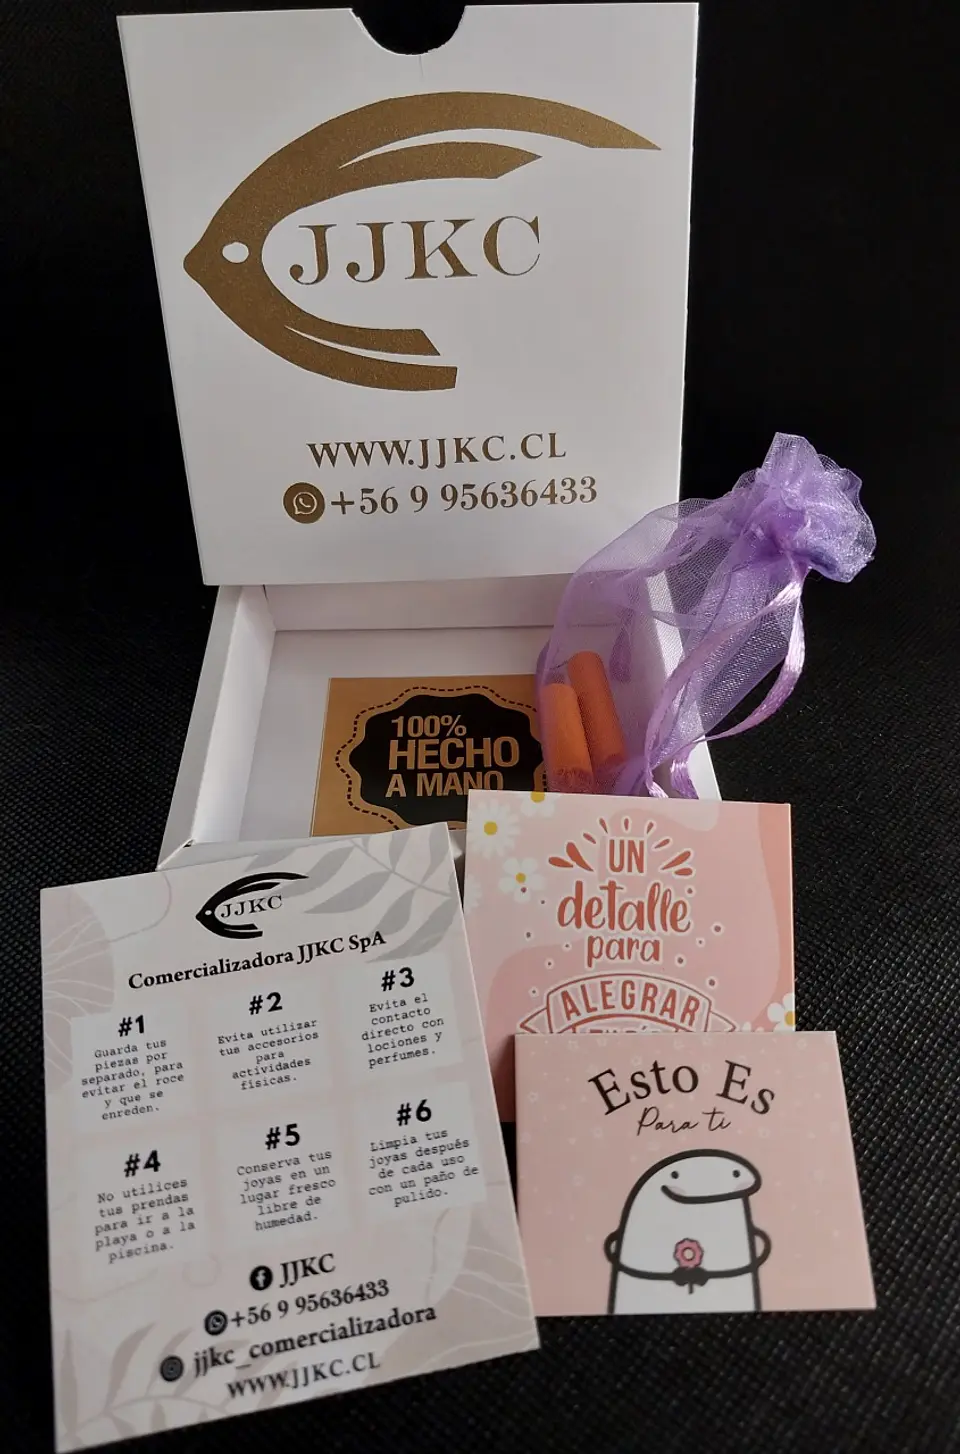 JJKC
WWW.JJKC.CL
+56 9 95636433
100%
HECHO
A MANO
UN
detalle
para
ALEGRAR
JJKC
Comercializadora JJKC SpA
#1
Guarda tus
piezas por
separado, para
evitar el roce
y que se
enreden.
#2
Evita utilizar
tus accesorios
para
actividades
físicas.
#3
Evita el
contacto
directo con
lociones y
perfumes.
#4
No utilices
tus prendas
para ir a la
playa o a la
piscina.
#5
Conserva tus
joyas en un
lugar fresco
libre de
humedad.
#6
Limpia tus
joyas después
de cada uso
con un paño de
pulido.
JJKC
+56 9 95636433
jjkc_comercializadora
WWW.JJKC.CL
Esto Es
Para ti